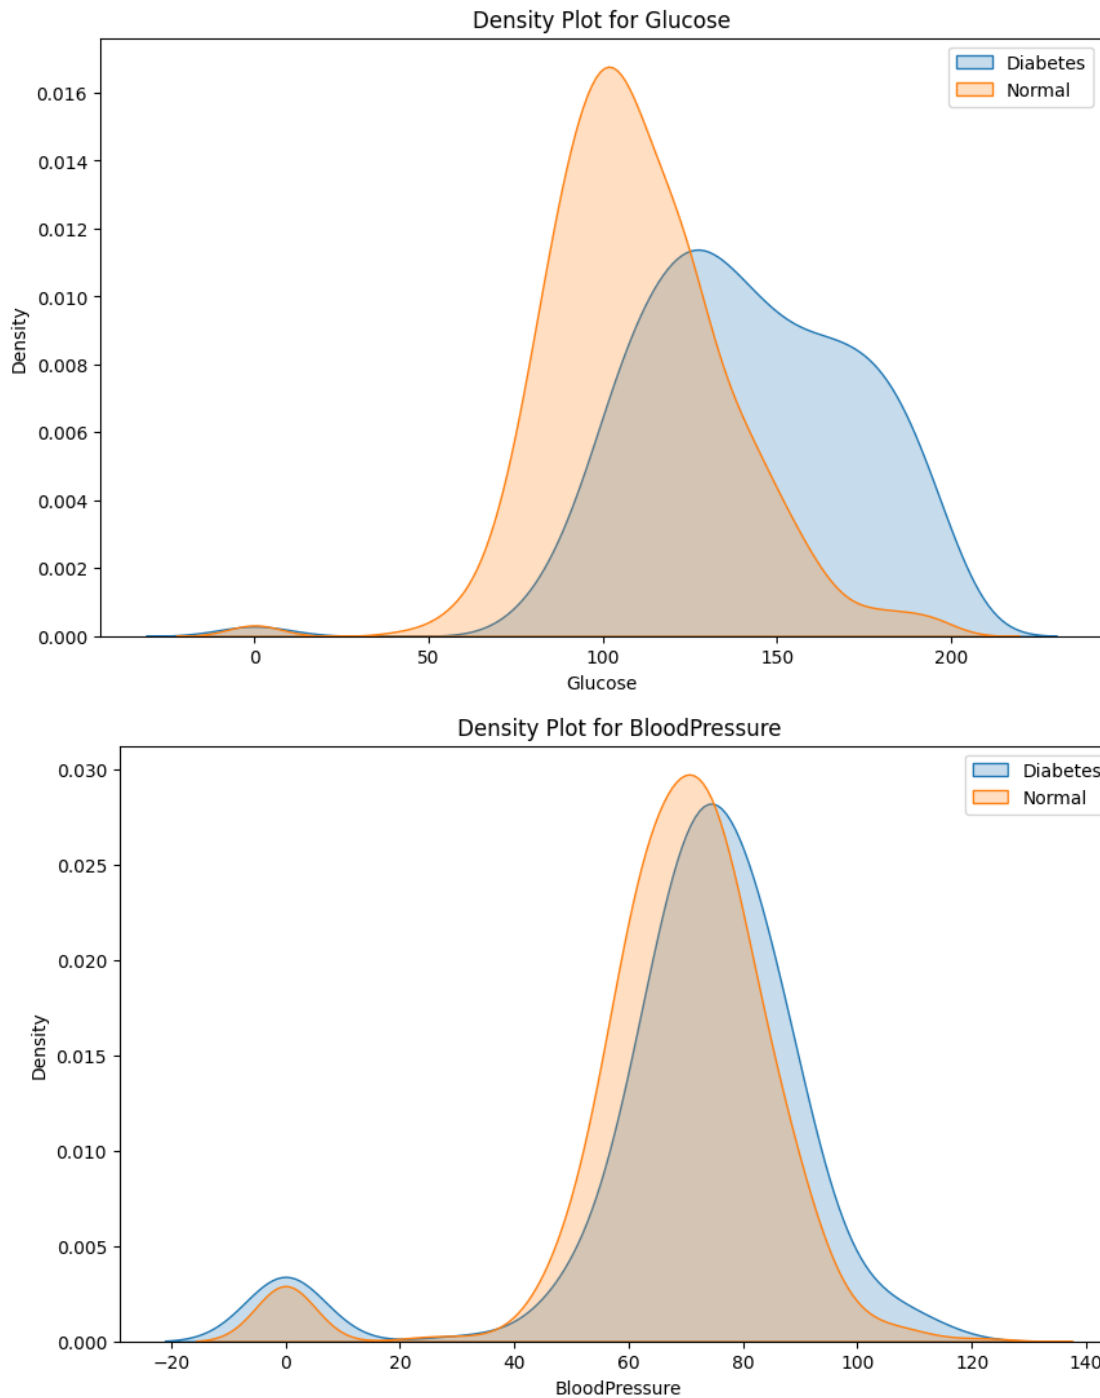 Density Plot for Glucose
Diabetes
Normal
0.016
0.014
0.012
0.010
0.008
0.006
0.004
0.002
0.000
Density
0 50 100 150 200
Glucose
Density Plot for BloodPressure
Diabetes
Normal
0.030
0.025
0.020
0.015
0.010
0.005
0.000
Density
−20 0 20 40 60 80 100 120 140
BloodPressure